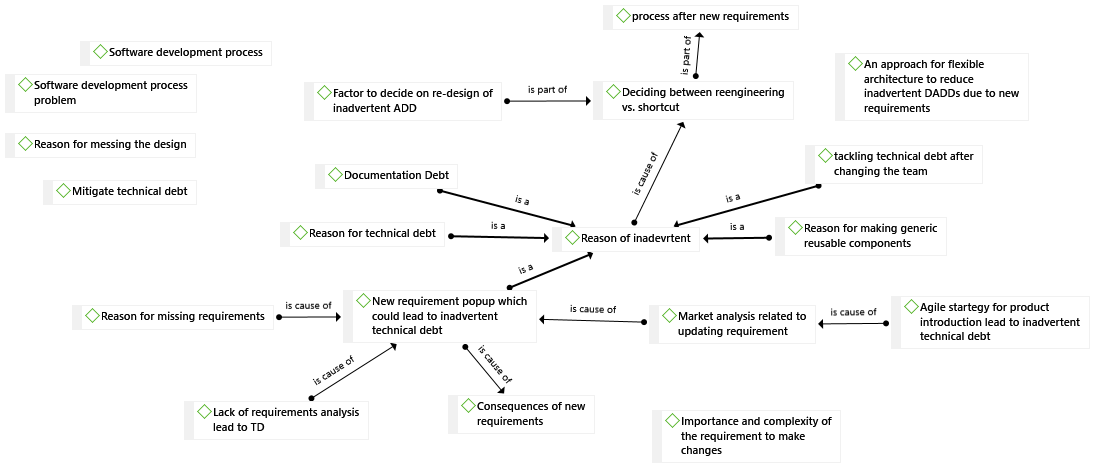 process after new requirements
Software development process
Software development process
problem
is part of
An approach for flexible
architecture to reduce
inadvertent DADDs due to new
requirements
Factor to decide on re-design of
inadvertent ADD
is part of
Deciding between reengineering
vs. shortcut
Reason for messing the design
Mitigate technical debt
Documentation Debt
is a
is cause of
tackling technical debt after
changing the team
is a
Reason for technical debt
is a
Reason of inadevrtent
is a
Reason for making generic
reusable components
is a
Reason for missing requirements
is cause of
New requirement popup which
could lead to inadvertent
technical debt
is cause of
Market analysis related to
updating requirement
is cause of
Agile startegy for product
introduction lead to inadvertent
technical debt
is cause of
is cause of
Lack of requirements analysis
lead to TD
Consequences of new
requirements
Importance and complexity of
the requirement to make
changes